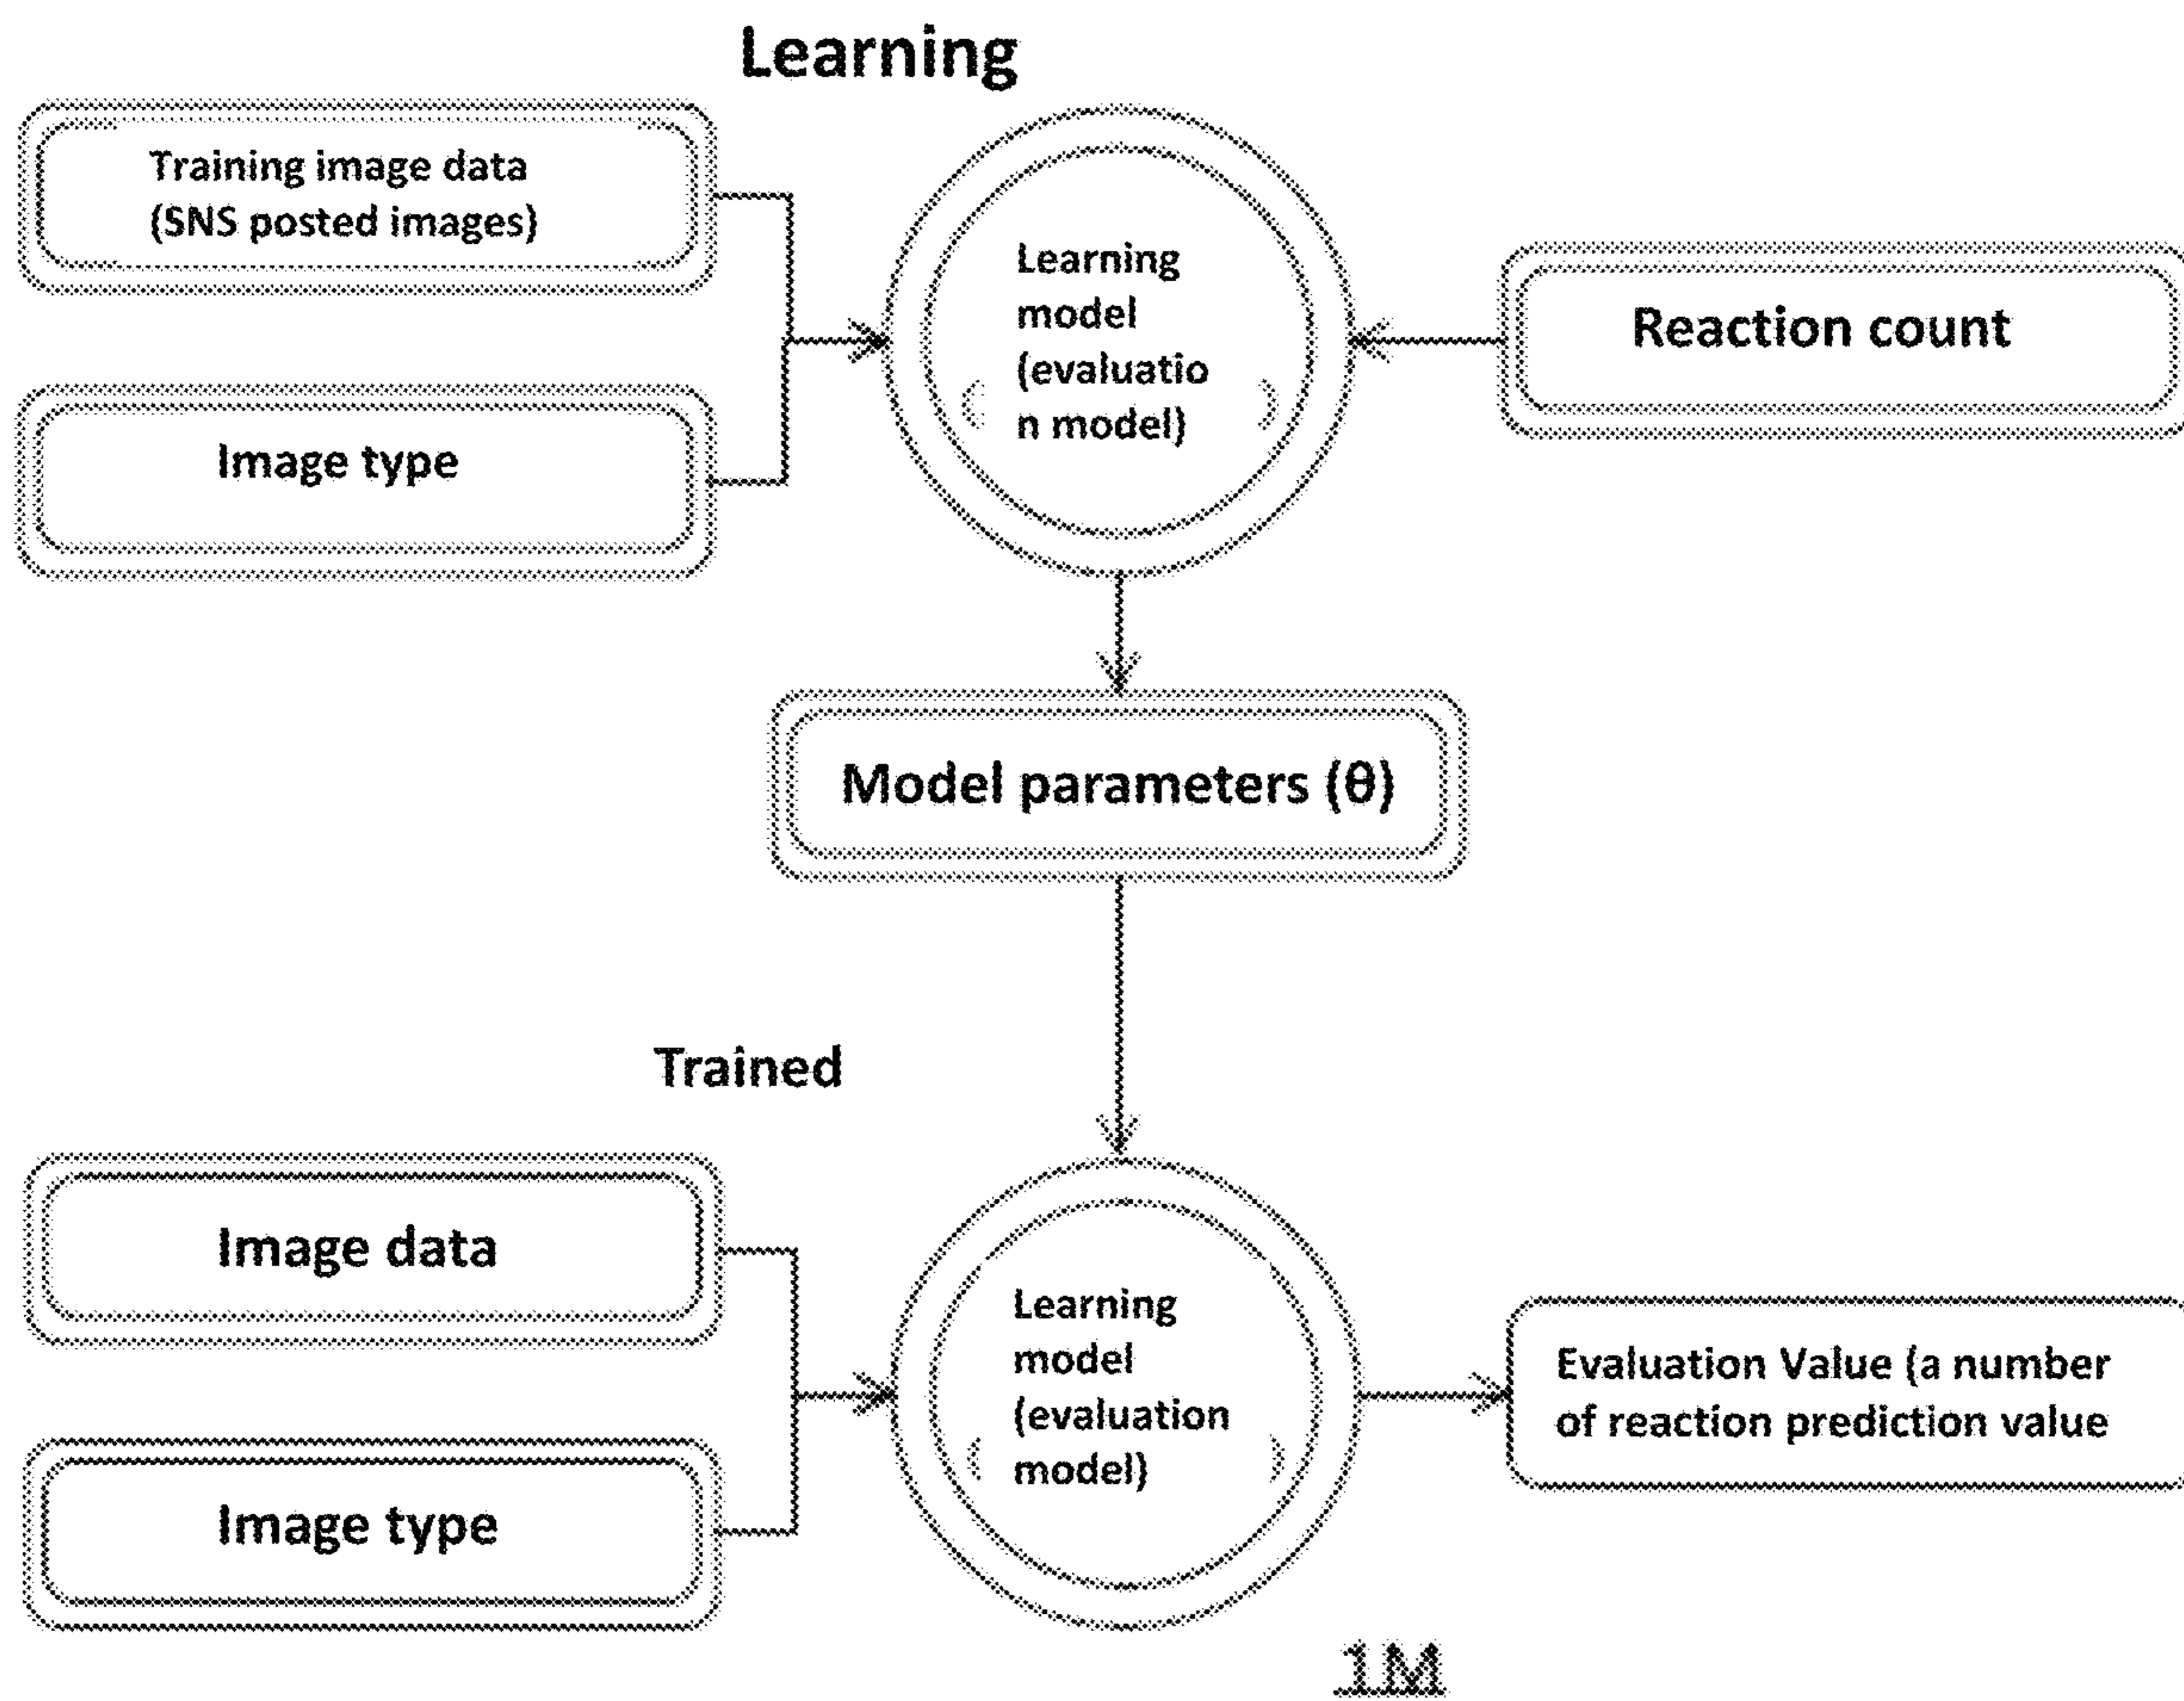 Learning
Training image data
(SNS posted images)
Image type
Learning
model
(evaluatio
n model)
Reaction count
Model parameters (θ)
Trained
Image data
Image type
Learning
model
(evaluation
model)
Evaluation Value (a number
of reaction prediction value
1M